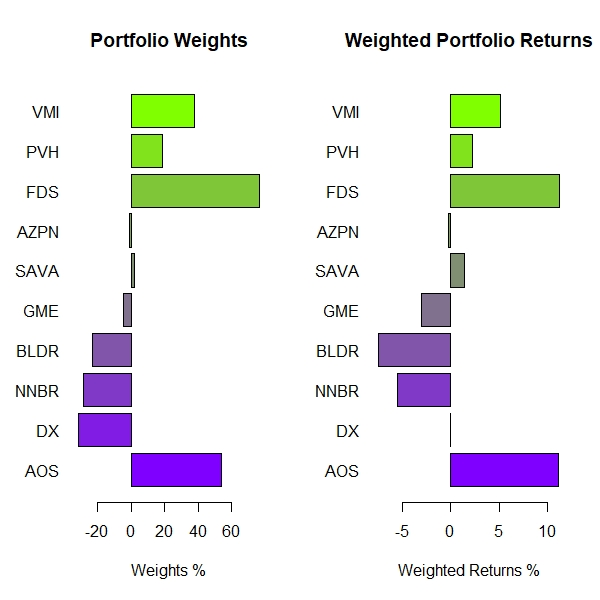 Portfolio Weights
VMI
PVH
FDS
AZPN
SAVA
GME
BLDR
NNBR
DX
AOS
-20 0 20 40 60
Weights %
Weighted Portfolio Returns
VMI
PVH
FDS
AZPN
SAVA
GME
BLDR
NNBR
DX
AOS
-5 0 5 10
Weighted Returns %